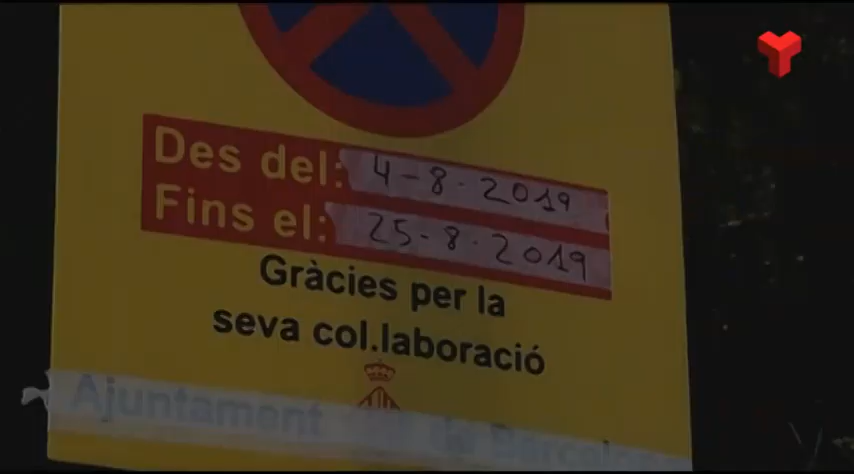 Des del: 4-8-2019
Fins el: 25-8-2019
Gràcies per la
seva col.laboració
Ajuntament de Barcelona